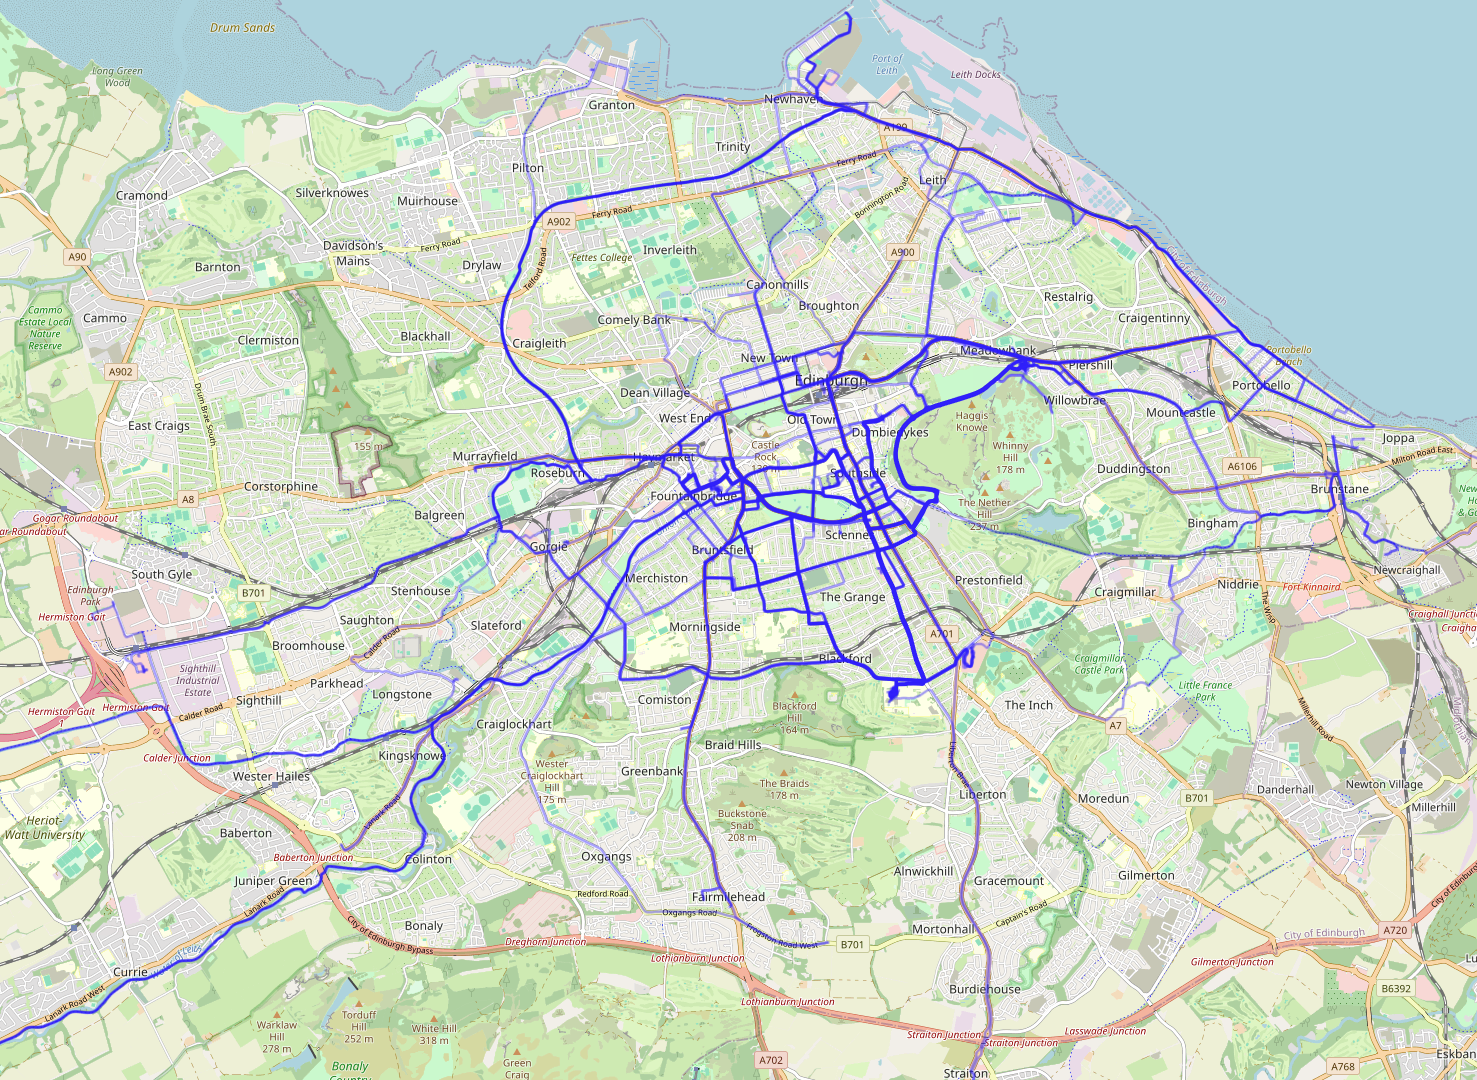 Drum Sands
Long Green
Wood
Port of
Leith
Leith Docks
Granton
Newhaven
A199
Trinity
Ferry Road
Pilton
Leith
Cramond
Silverknowes
Muirhouse
Bonnington Road
A902
Ferry Road
Davidson's
Mains
Ferry Road
Inverleith
A900
A90
Barnton
Drylaw
Fettes College
Telford Road
Canonmills
Restalrig
Cammo
Estate Local
Nature
Reserve
Cammo
Comely Bank
Broughton
Craigentinny
Clermiston
Blackhall
Craigleith
New Town
Meadowbank
Portobello
Beach
Piershill
A902
Drum Brae South
Dean Village
Edinburgh
Portobello
Willowbrae
Mountcastle
East Craigs
West End
Old Town
Haggis
Knowe
Dumbiedykes
155 m
Castle
Rock
Whinny
Hill
178 m
Joppa
Murrayfield
Haymarket
Milton Road East
Corstorphine
Roseburn
Southside
Duddingston
A6106
A8
Fountainbridge
The Nether
Hill
237 m
Brunstane
Gogar Roundabout
Balgreen
Bingham
Gorgie
Bruntsfield
Sciennes
South Gyle
Merchiston
Prestonfield
Newcraighall
Edinburgh
Park
B701
Stenhouse
The Grange
Craigmillar
Niddrie
Fort Kinnaird
The Wisp
Hermiston Gait
Saughton
Slateford
Morningside
A701
Broomhouse
Calder Road
Blackford
Craigmillar
Castle Park
Sighthill
Industrial
Estate
Parkhead
Longstone
Little France
Park
Sighthill
Comiston
Blackford
Hill
164 m
The Inch
Hermiston Gait
1
Hermiston Gait
Calder Road
Craiglockhart
A7
Millerhill Road
Calder Junction
Kingsknowe
Braid Hills
Wester Hailes
Wester
Craiglockhart
Hill
175 m
Greenbank
The Braids
178 m
Liberton
Moredun
B701
Danderhall
Newton Village
Millerhill
Heriot-
Watt University
Lanark Road
Buckstone
Snab
208 m
Baberton
Baberton Junction
Colinton
Oxgangs
Alnwickhill
Gracemount
Gilmerton
Juniper Green
Lanark Road
Redford Road
Fairmilehead
Oxgangs Road
Captain's Road
City of Edinburgh Bypass
Bonaly
Frogston Road West
B701
Mortonhall
A720
City of Edinburgh
Dreghorn Junction
Lothianburn Junction
Gilmerton Junction
Currie
Water of Leith
Burdiehouse
B6392
Lanark Road West
Lothianburn Junction
Torduff
Hill
252 m
Warklaw
Hill
278 m
White Hill
318 m
Straiton Junction
Straiton Junction
Lasswade Junction
A702
Green
Craig
Bonaly
Straiton
A768